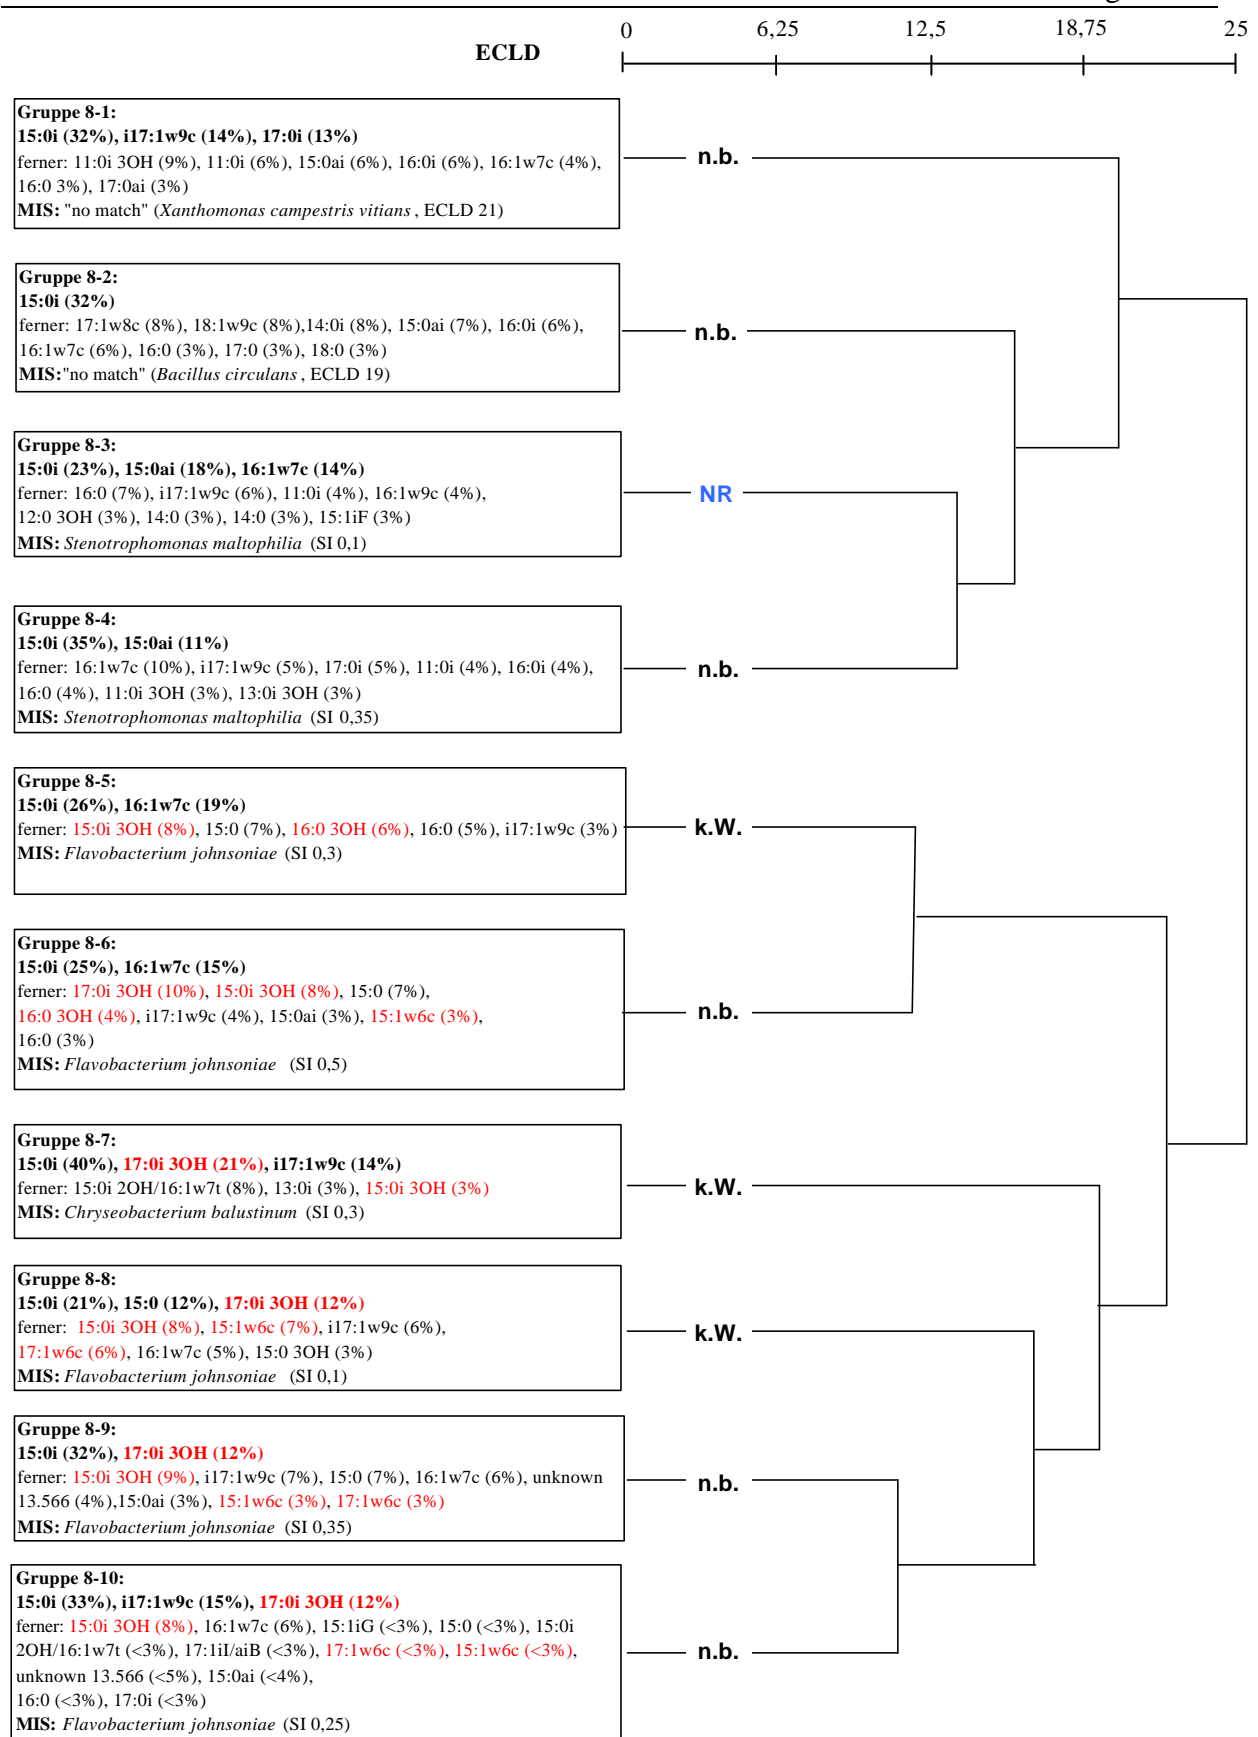 ECLD
0 6,25 12,5 18,75 25
Gruppe 8-1:
15:0i (32%), i17:1w9c (14%), 17:0i (13%)
ferner: 11:0i 3OH (9%), 11:0i (6%), 15:0ai (6%), 16:0i (6%), 16:1w7c (4%),
16:0 3%), 17:0ai (3%)
MIS: "no match" (Xanthomonas campestris vitians, ECLD 21)
n.b.
Gruppe 8-2:
15:0i (32%)
ferner: 17:1w8c (8%), 18:1w9c (8%),14:0i (8%), 15:0ai (7%), 16:0i (6%),
16:1w7c (6%), 16:0 (3%), 17:0 (3%), 18:0 (3%)
MIS:"no match" (Bacillus circulans, ECLD 19)
n.b.
Gruppe 8-3:
15:0i (23%), 15:0ai (18%), 16:1w7c (14%)
ferner: 16:0 (7%), i17:1w9c (6%), 11:0i (4%), 16:1w9c (4%),
12:0 3OH (3%), 14:0 (3%), 14:0 (3%), 15:1iF (3%)
MIS: Stenotrophomonas maltophilia (SI 0,1)
NR
Gruppe 8-4:
15:0i (35%), 15:0ai (11%)
ferner: 16:1w7c (10%), i17:1w9c (5%), 17:0i (5%), 11:0i (4%), 16:0i (4%),
16:0 (4%), 11:0i 3OH (3%), 13:0i 3OH (3%)
MIS: Stenotrophomonas maltophilia (SI 0,35)
n.b.
Gruppe 8-5:
15:0i (26%), 16:1w7c (19%)
ferner: 15:0i 3OH (8%), 15:0 (7%), 16:0 3OH (6%), 16:0 (5%), i17:1w9c (3%)
MIS: Flavobacterium johnsoniae (SI 0,3)
k.W.
Gruppe 8-6:
15:0i (25%), 16:1w7c (15%)
ferner: 17:0i 3OH (10%), 15:0i 3OH (8%), 15:0 (7%),
16:0 3OH (4%), i17:1w9c (4%), 15:0ai (3%), 15:1w6c (3%),
16:0 (3%)
MIS: Flavobacterium johnsoniae (SI 0,5)
n.b.
Gruppe 8-7:
15:0i (40%), 17:0i 3OH (21%), i17:1w9c (14%)
ferner: 15:0i 2OH/16:1w7t (8%), 13:0i (3%), 15:0i 3OH (3%)
MIS: Chryseobacterium balustinum (SI 0,3)
k.W.
Gruppe 8-8:
15:0i (21%), 15:0 (12%), 17:0i 3OH (12%)
ferner: 15:0i 3OH (8%), 15:1w6c (7%), i17:1w9c (6%),
17:1w6c (6%), 16:1w7c (5%), 15:0 3OH (3%)
MIS: Flavobacterium johnsoniae (SI 0,1)
k.W.
Gruppe 8-9:
15:0i (32%), 17:0i 3OH (12%)
ferner: 15:0i 3OH (9%), i17:1w9c (7%), 15:0 (7%), 16:1w7c (6%), unknown
13.566 (4%),15:0ai (3%), 15:1w6c (3%), 17:1w6c (3%)
MIS: Flavobacterium johnsoniae (SI 0,35)
n.b.
Gruppe 8-10:
15:0i (33%), i17:1w9c (15%), 17:0i 3OH (12%)
ferner: 15:0i 3OH (8%), 16:1w7c (6%), 15:1iG (<3%), 15:0 (<3%), 15:0i
2OH/16:1w7t (<3%), 17:1iI/aiB (<3%), 17:1w6c (<3%), 15:1w6c (<3%),
unknown 13.566 (<5%), 15:0ai (<4%),
16:0 (<3%), 17:0i (<3%)
MIS: Flavobacterium johnsoniae (SI 0,25)
n.b.